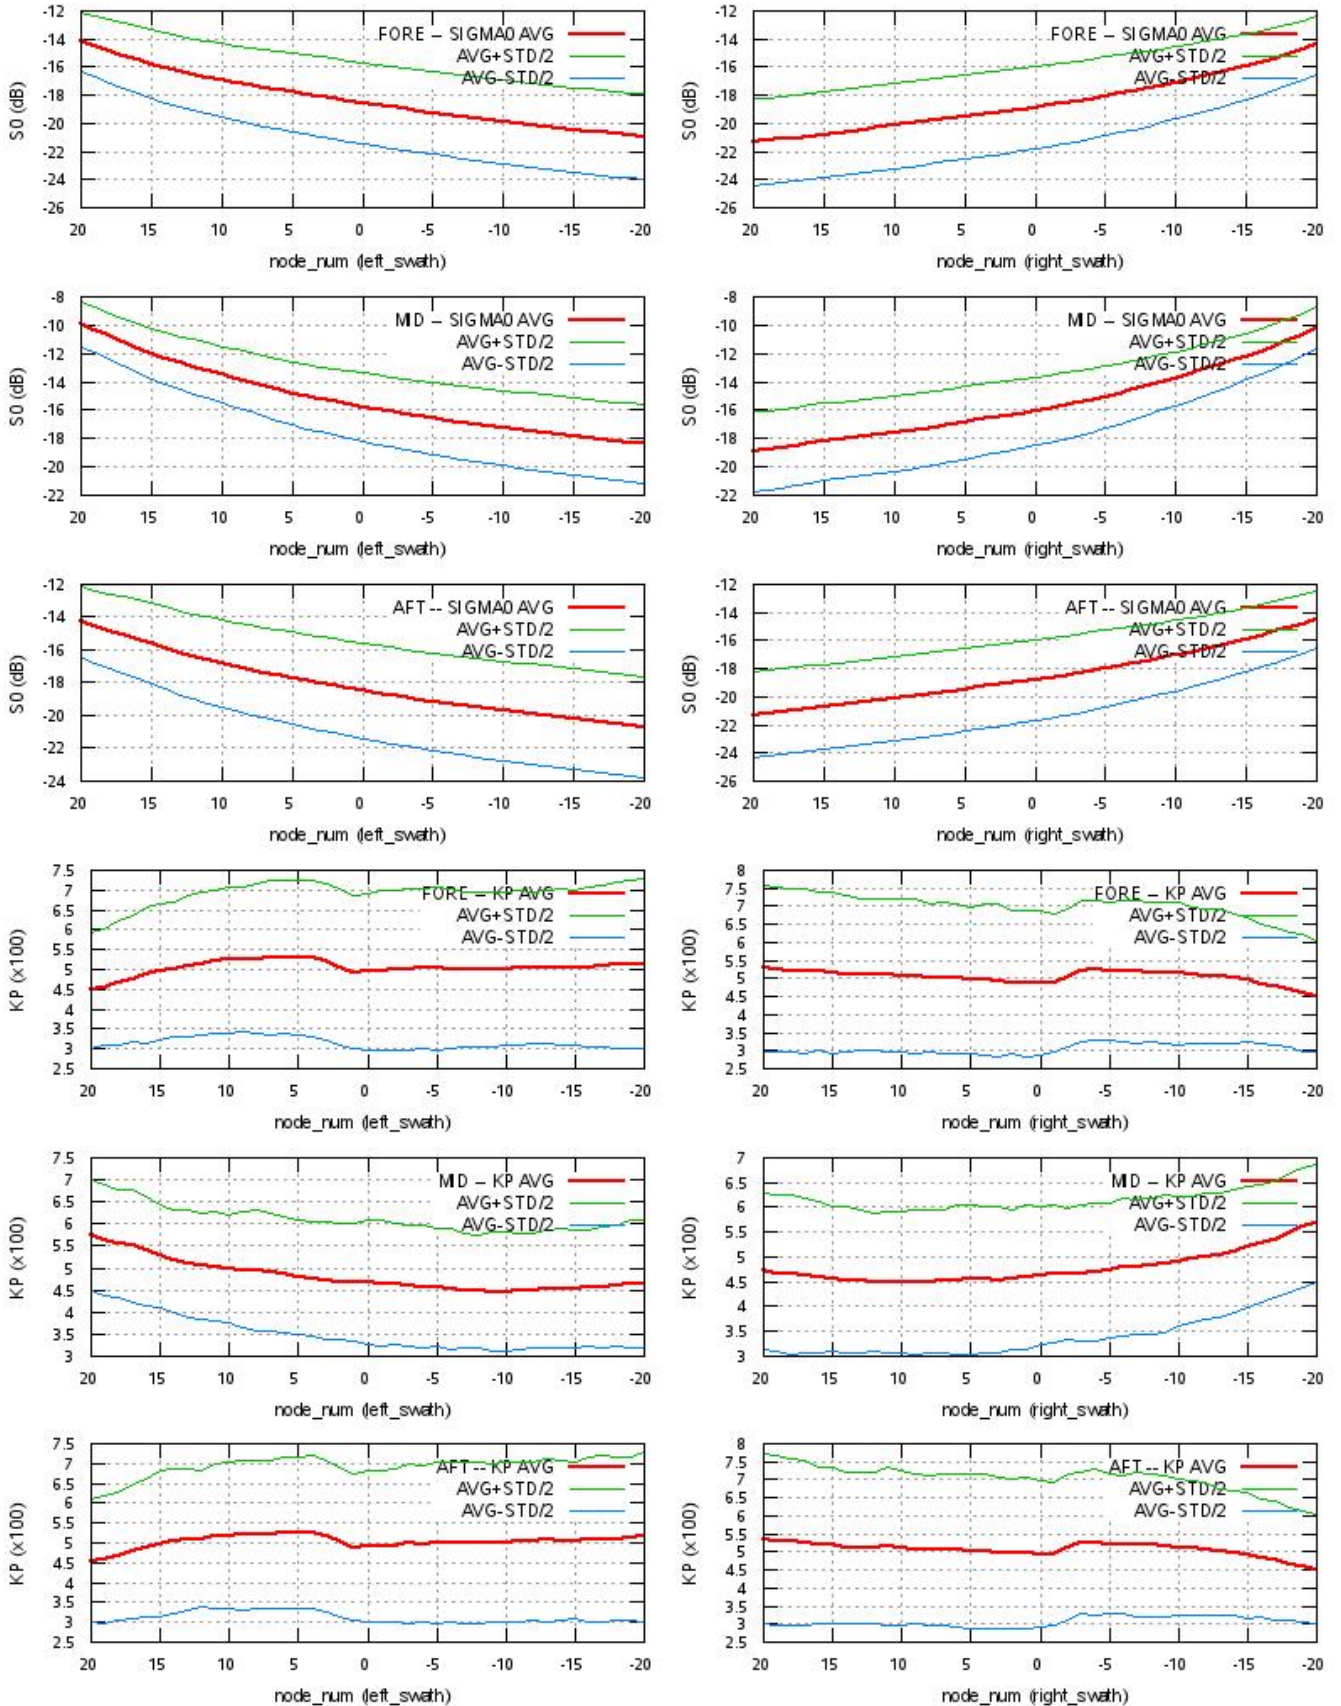 -12
-14
-16
-18
-20
-22
-24
-26
S0 (dB)
FORE -- SIGMA0 AVG
AVG+STD/2
AVG-STD/2
20 15 10 5 0 -5 -10 -15 -20
node_num (left_swath)
-12
-14
-16
-18
-20
-22
-24
-26
S0 (dB)
FORE -- SIGMA0 AVG
AVG+STD/2
AVG-STD/2
20 15 10 5 0 -5 -10 -15 -20
node_num (right_swath)
-8
-10
-12
-14
-16
-18
-20
-22
S0 (dB)
MID -- SIGMA0 AVG
AVG+STD/2
AVG-STD/2
20 15 10 5 0 -5 -10 -15 -20
node_num (left_swath)
-8
-10
-12
-14
-16
-18
-20
-22
S0 (dB)
MID -- SIGMA0 AVG
AVG+STD/2
AVG-STD/2
20 15 10 5 0 -5 -10 -15 -20
node_num (right_swath)
-12
-14
-16
-18
-20
-22
-24
S0 (dB)
AFT -- SIGMA0 AVG
AVG+STD/2
AVG-STD/2
20 15 10 5 0 -5 -10 -15 -20
node_num (left_swath)
-12
-14
-16
-18
-20
-22
-24
-26
S0 (dB)
AFT -- SIGMA0 AVG
AVG+STD/2
AVG-STD/2
20 15 10 5 0 -5 -10 -15 -20
node_num (right_swath)
7.5
7
6.5
6
5.5
5
4.5
4
3.5
3
2.5
KP (x100)
FORE -- KP AVG
AVG+STD/2
AVG-STD/2
20 15 10 5 0 -5 -10 -15 -20
node_num (left_swath)
8
7.5
7
6.5
6
5.5
5
4.5
4
3.5
3
2.5
KP (x100)
FORE -- KP AVG
AVG+STD/2
AVG-STD/2
20 15 10 5 0 -5 -10 -15 -20
node_num (right_swath)
7.5
7
6.5
6
5.5
5
4.5
4
3.5
3
KP (x100)
MID -- KP AVG
AVG+STD/2
AVG-STD/2
20 15 10 5 0 -5 -10 -15 -20
node_num (left_swath)
7
6.5
6
5.5
5
4.5
4
3.5
3
KP (x100)
MID -- KP AVG
AVG+STD/2
AVG-STD/2
20 15 10 5 0 -5 -10 -15 -20
node_num (right_swath)
7.5
7
6.5
6
5.5
5
4.5
4
3.5
3
2.5
KP (x100)
AFT -- KP AVG
AVG+STD/2
AVG-STD/2
20 15 10 5 0 -5 -10 -15 -20
node_num (left_swath)
8
7.5
7
6.5
6
5.5
5
4.5
4
3.5
3
2.5
KP (x100)
AFT -- KP AVG
AVG+STD/2
AVG-STD/2
20 15 10 5 0 -5 -10 -15 -20
node_num (right_swath)